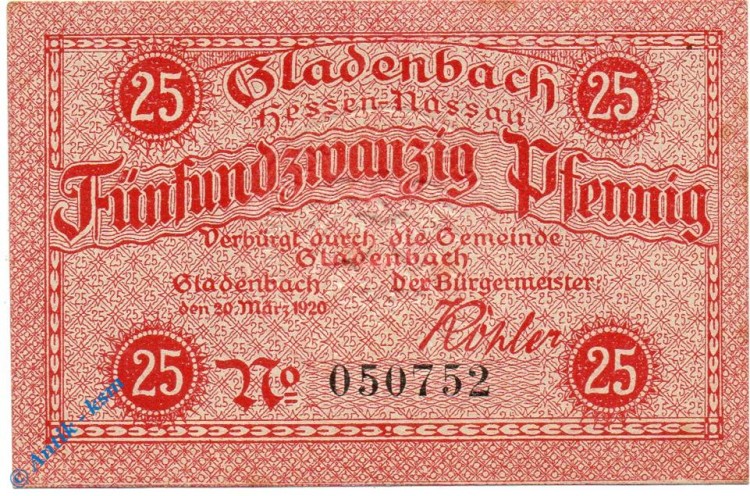 25 Gladenbach 25
Hessen-Nassau
Fünfundzwanzig Pfennig
Verbürgt durch die Gemeinde
Gladenbach
Gladenbach Der Bürgermeister:
den 20. März 1920
Köhler
25 No 050752 25
© Antik-ksm